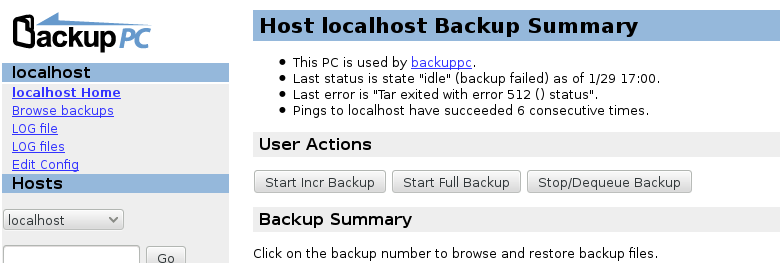 BackupPC
localhost
localhost Home
Browse backups
LOG file
LOG files
Edit Config
Hosts
localhost
Go
Host localhost Backup Summary
This PC is used by backuppc.
Last status is state "idle" (backup failed) as of 1/29 17:00.
Last error is "Tar exited with error 512 () status".
Pings to localhost have succeeded 6 consecutive times.
User Actions
Start Incr Backup Start Full Backup Stop/Dequeue Backup
Backup Summary
Click on the backup number to browse and restore backup files.